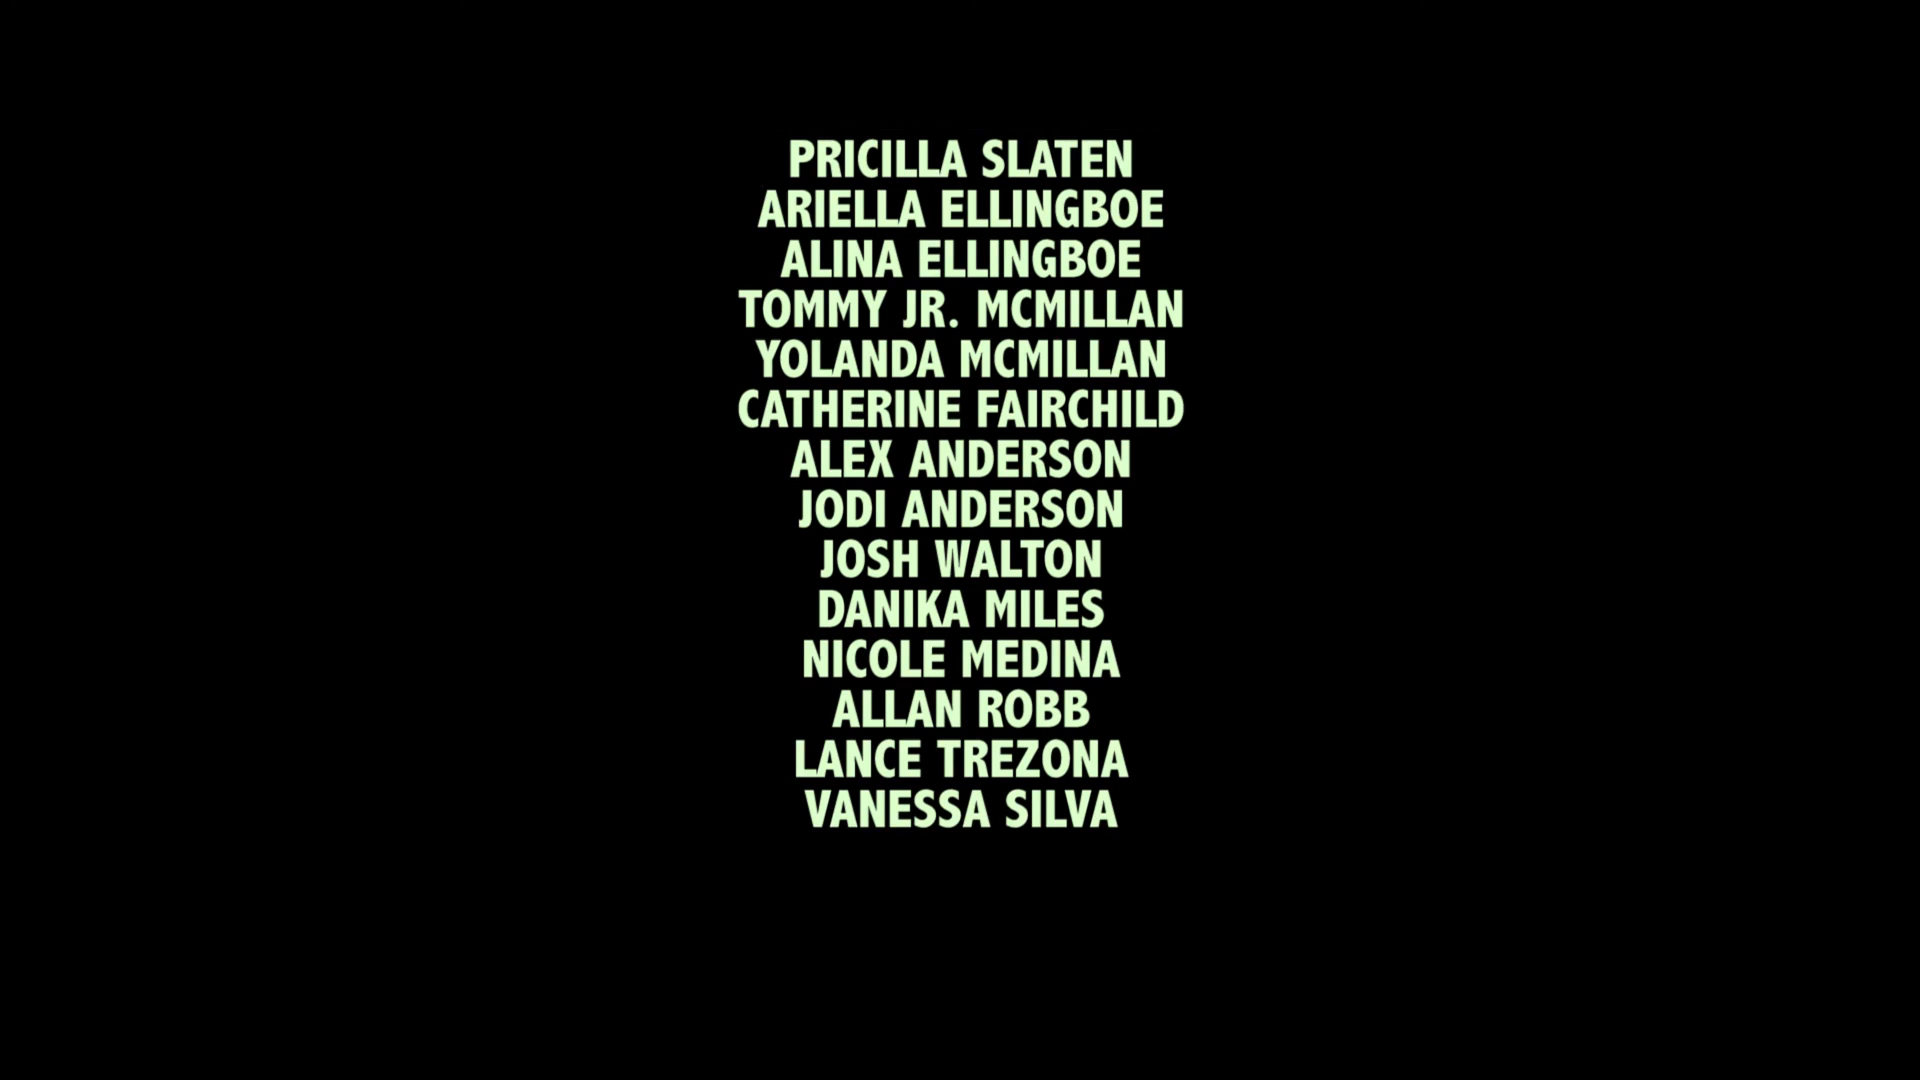 PRICILLA SLATEN
ARIELLA ELLINGBOE
ALINA ELLINGBOE
TOMMY JR. MCMILLAN
YOLANDA MCMILLAN
CATHERINE FAIRCHILD
ALEX ANDERSON
JODI ANDERSON
JOSH WALTON
DANIKA MILES
NICOLE MEDINA
ALLAN ROBB
LANCE TREZONA
VANESSA SILVA